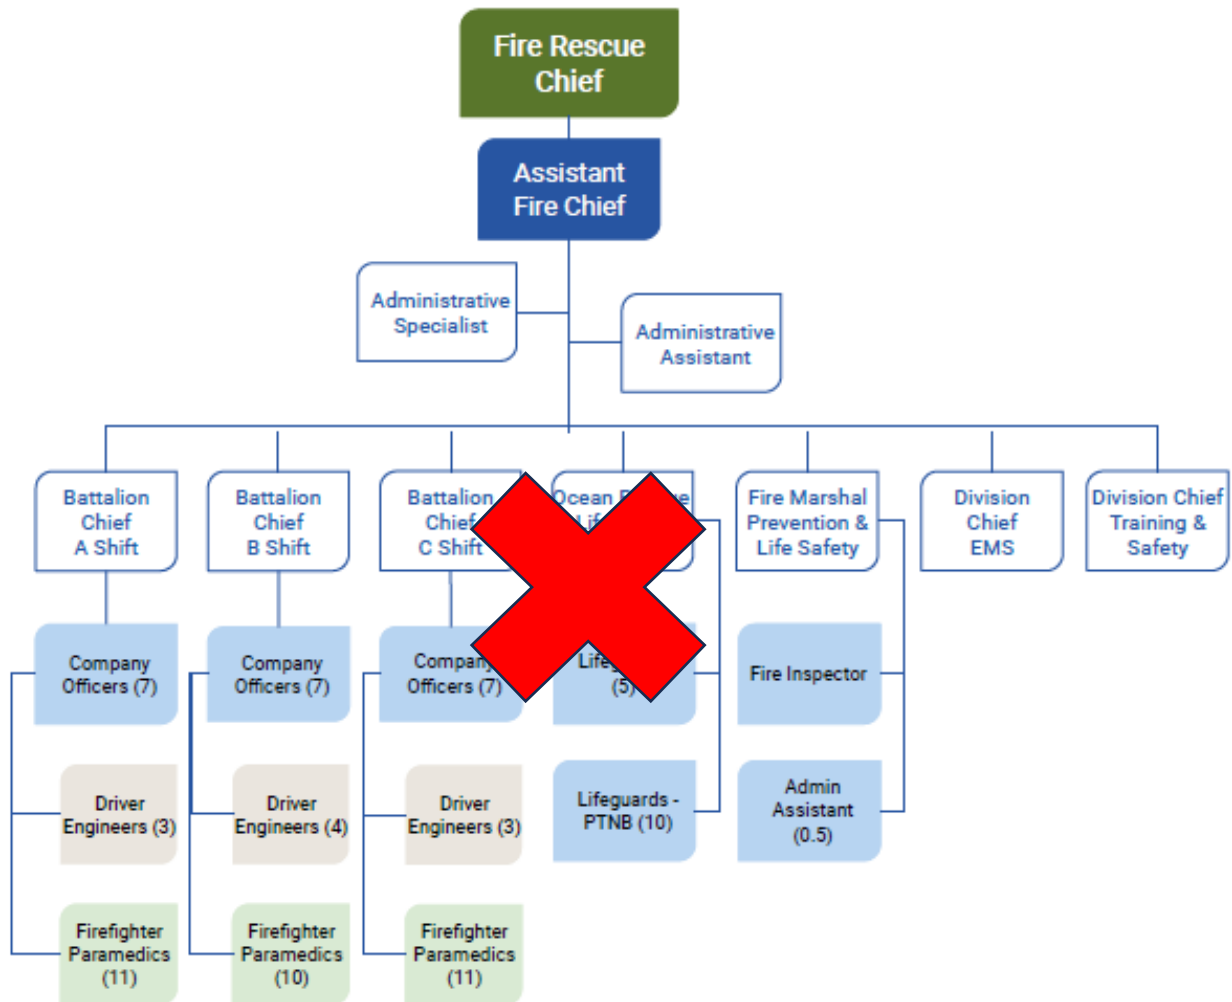 Fire Rescue
Chief
Assistant
Fire Chief
Administrative
Specialist
Administrative
Assistant
Battalion
Chief
A Shift
Battalion
Chief
B Shift
Battalion
Chief
C Shift
Ocean
Fire Marshal
Prevention &
Life Safety
Division
Chief
EMS
Division Chief
Training &
Safety
Company
Officers (7)
Company
Officers (7)
Company
Officers (7)
(5)
Fire Inspector
Driver
Engineers (3)
Driver
Engineers (4)
Driver
Engineers (3)
Lifeguards -
PTNB (10)
Admin
Assistant
(0.5)
Firefighter
Paramedics
(11)
Firefighter
Paramedics
(10)
Firefighter
Paramedics
(11)